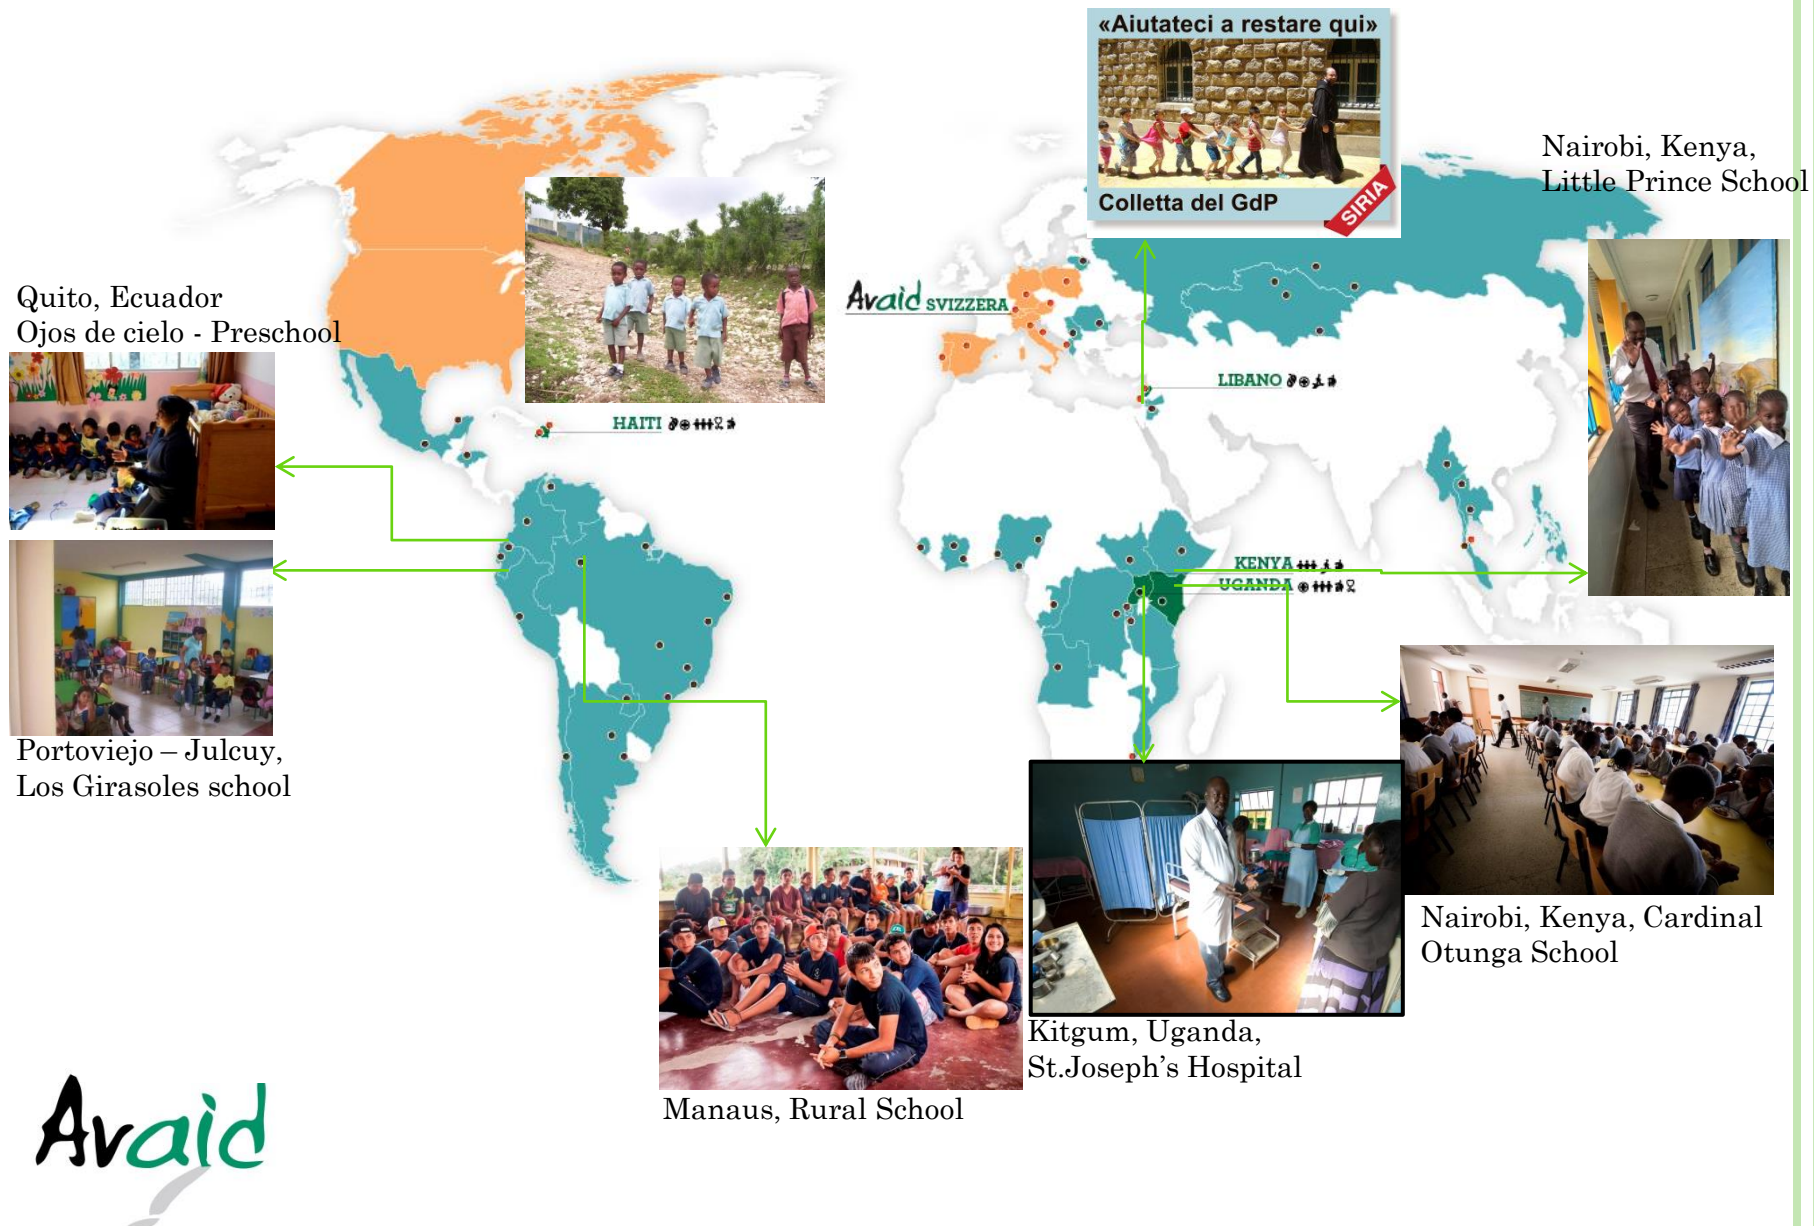 «Aiutateci a restare qui»
Colletta del GdP
SIRIA
Nairobi, Kenya,
Little Prince School
Quito, Ecuador
Ojos de cielo - Preschool
Avaid SVIZZERA
LIBANO
HAITI
KENYA
UGANDA
Portoviejo – Julcuy,
Los Girasoles school
Nairobi, Kenya, Cardinal
Otunga School
Kitgum, Uganda,
St.Joseph’s Hospital
Manaus, Rural School
Avaid